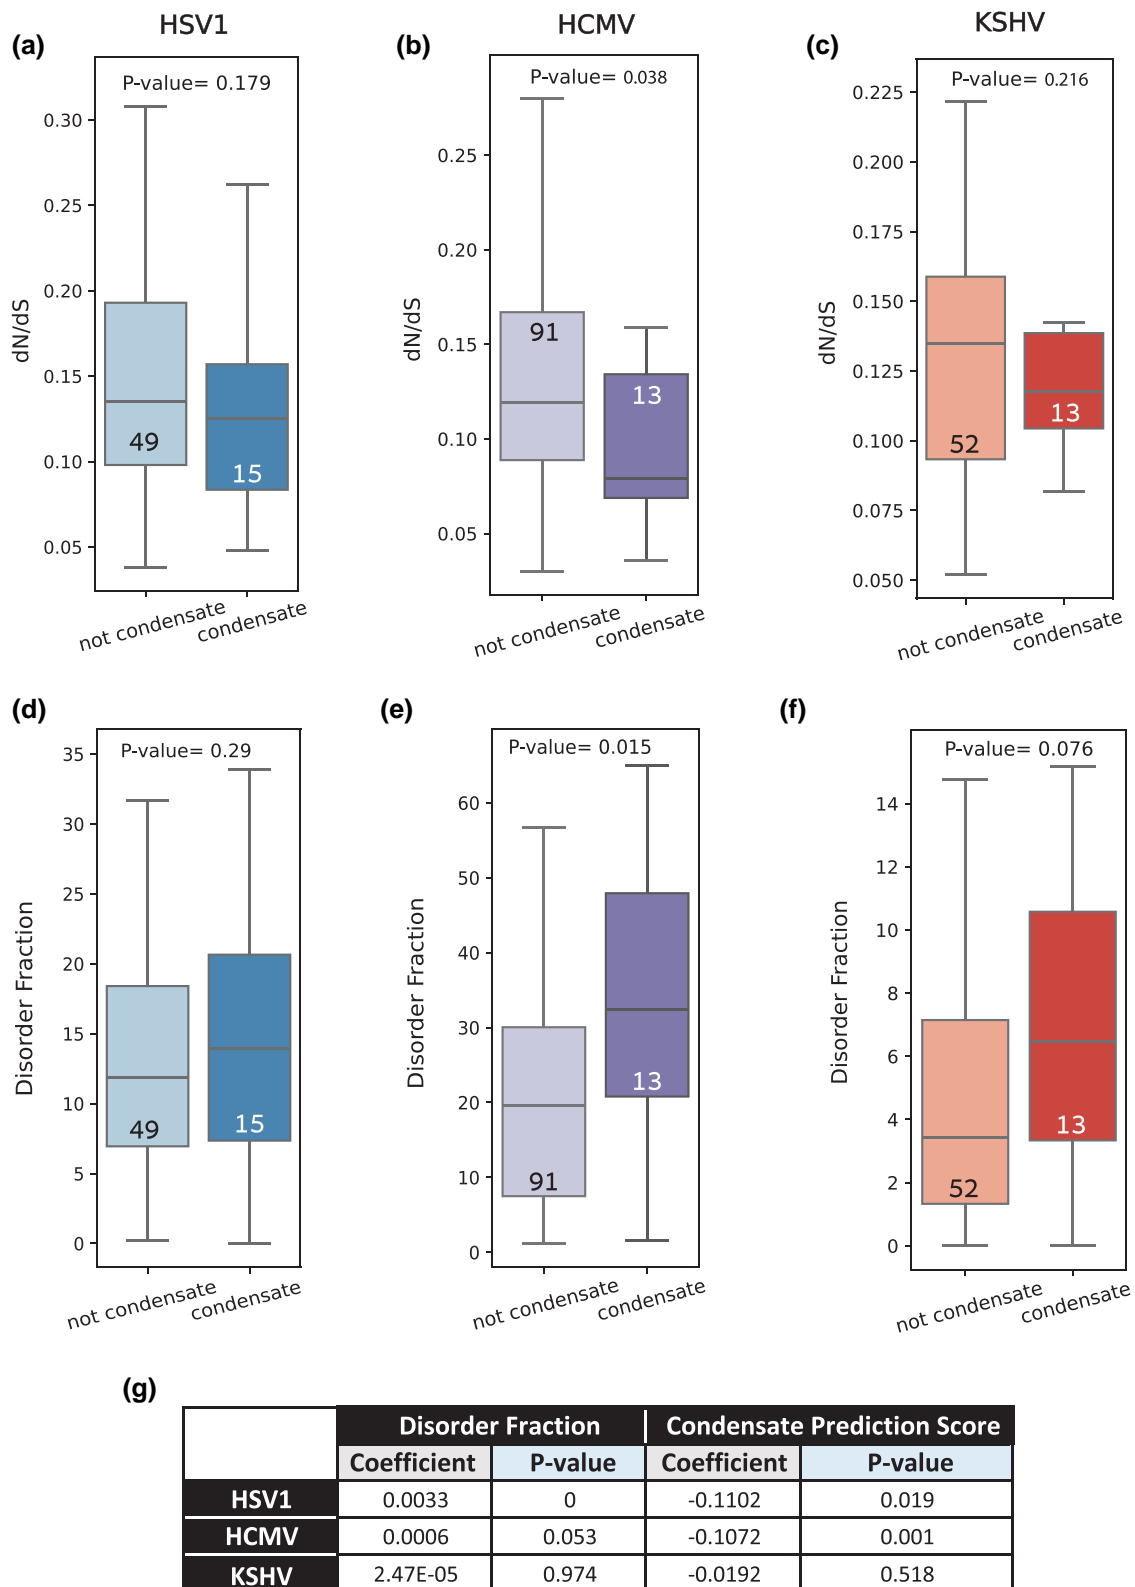 HSV1
HCMV
KSHV
(a)
(b)
(c)
P-value= 0.179
P-value= 0.038
P-value= 0.216
dN/dS
0.30
0.25
0.20
0.15
0.10
0.05
49
15
not condensate
condensate
dN/dS
0.25
0.20
0.15
0.10
0.05
91
13
not condensate
condensate
dN/dS
0.225
0.200
0.175
0.150
0.125
0.100
0.075
0.050
52
13
not condensate
condensate
(d)
(e)
(f)
P-value= 0.29
P-value= 0.015
P-value= 0.076
Disorder Fraction
35
30
25
20
15
10
5
0
49
15
not condensate
condensate
Disorder Fraction
60
50
40
30
20
10
0
91
13
not condensate
condensate
Disorder Fraction
14
12
10
8
6
4
2
0
52
13
not condensate
condensate
(g)
Disorder Fraction Condensate Prediction Score
Coefficient P-value Coefficient P-value
HSV1 0.0033 0 -0.1102 0.019
HCMV 0.0006 0.053 -0.1072 0.001
KSHV 2.47E-05 0.974 -0.0192 0.518